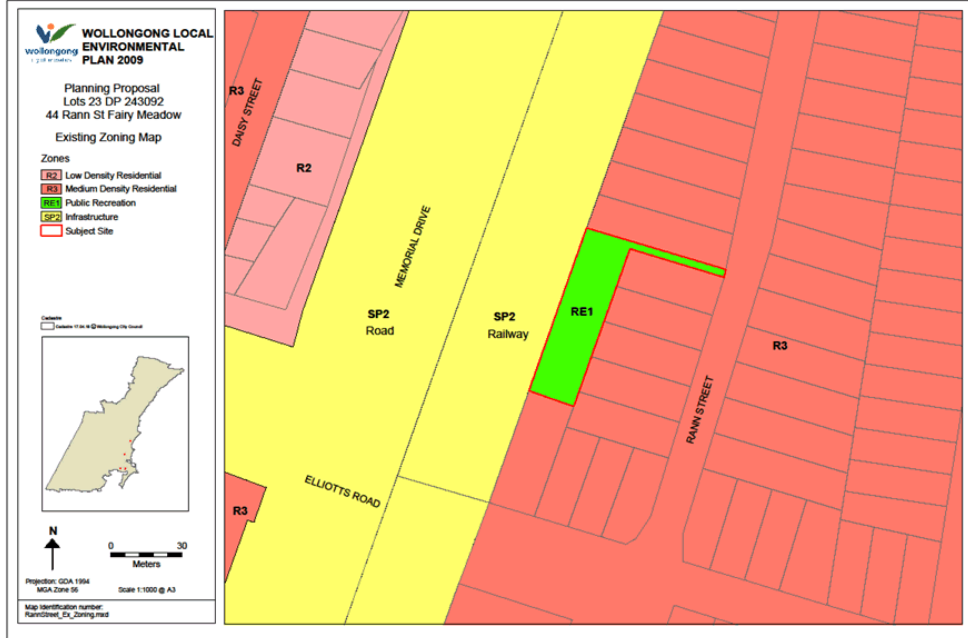 WOLLONGONG LOCAL
ENVIRONMENTAL
PLAN 2009
wollongong
Planning Proposal
Lots 23 DP 243092
44 Rann St Fairy Meadow
Existing Zoning Map
Zones
R2 Low Density Residential
R3 Medium Density Residential
RE1 Public Recreation
SP2 Infrastructure
Subject Site
Cadastre
N
0 30
Meters
Projection: GDA 1994
MGA Zone 56
Scale 1:1000 @ A3
Map Identification number:
RannStreet_Ex_Zoning.mxd
R3
DAISY STREET
R2
MEMORIAL DRIVE
SP2
Road
SP2
Railway
RE1
R3
RANN STREET
ELLIOTTS ROAD
R3